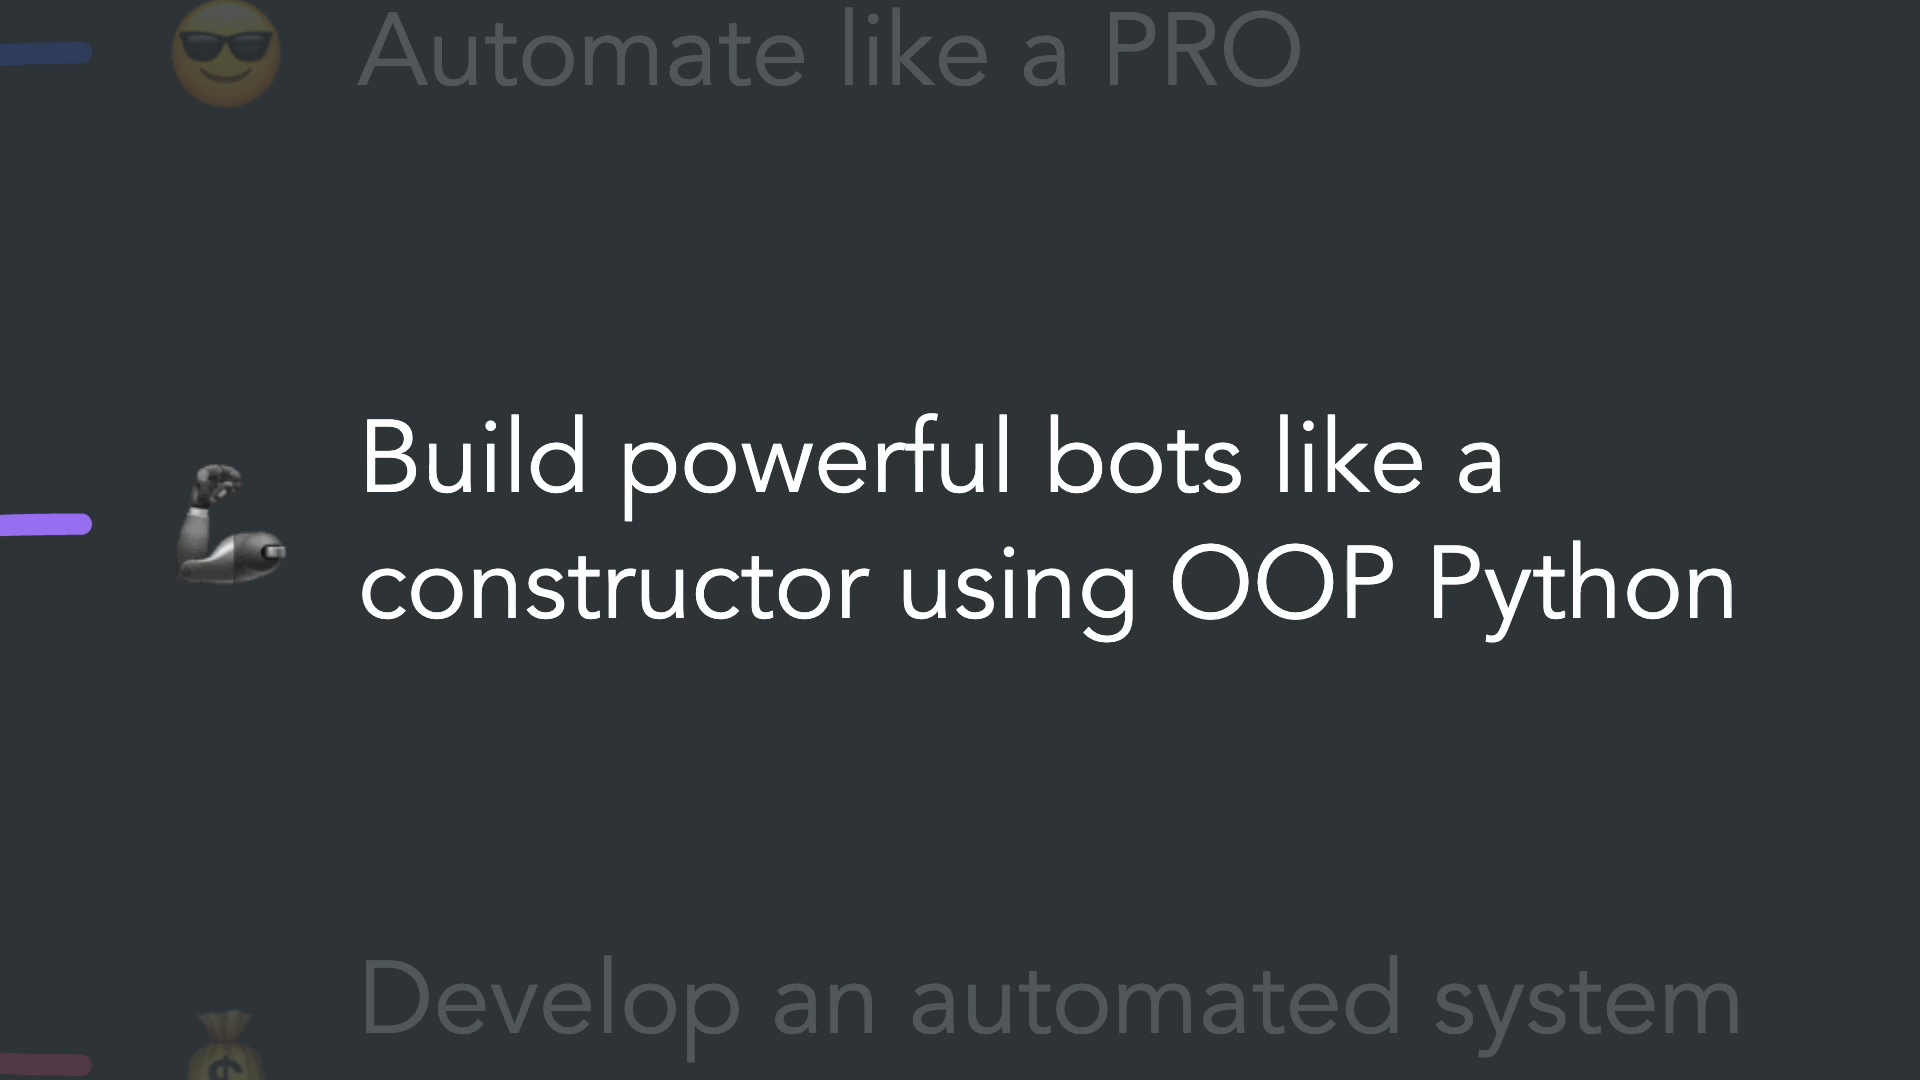 Automate like a PRO
Build powerful bots like a
constructor using OOP Python
Develop an automated system